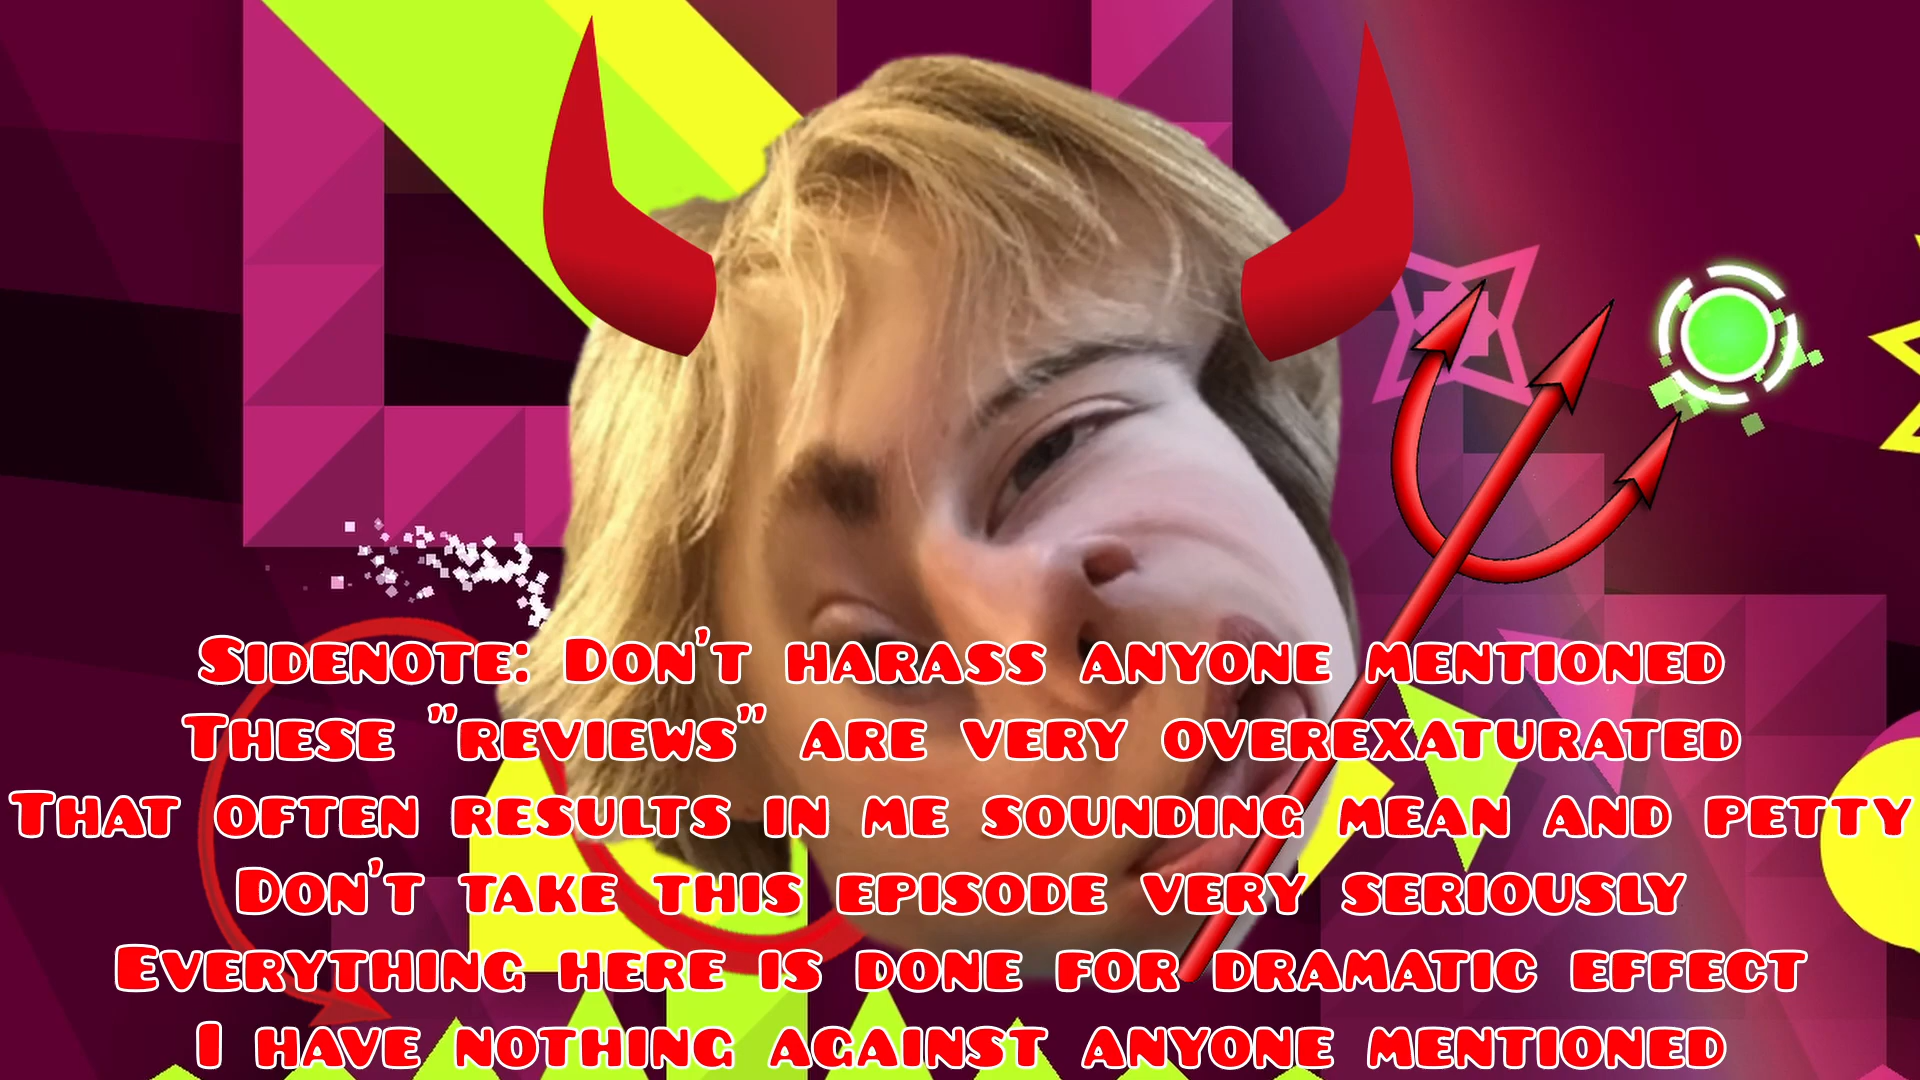 Sidenote: Don't harass anyone mentioned
These "reviews" are very overexaturated
That often results in me sounding mean and petty
Don't take this episode very seriously
Everything here is done for dramatic effect
I have nothing against anyone mentioned